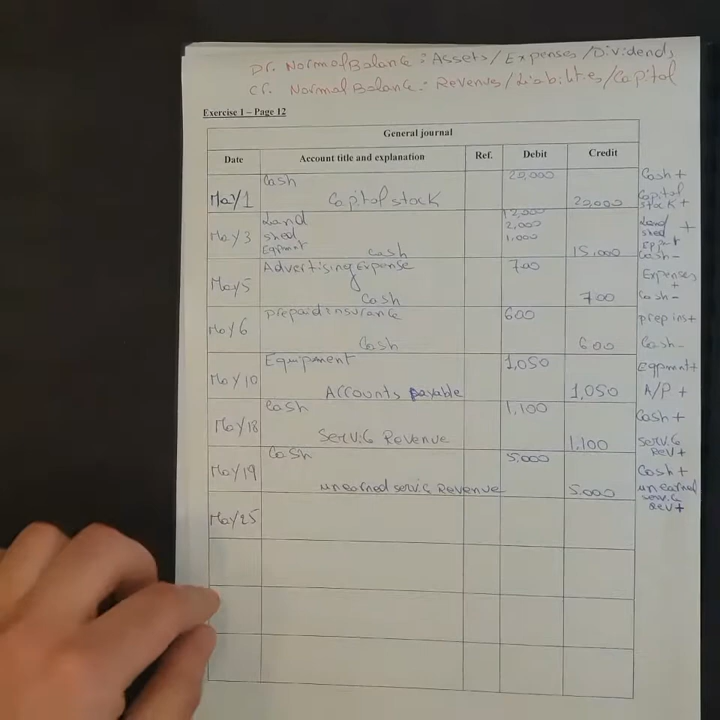 Dr. Normal Balance: Assets/Expenses/Dividends
Cr. Normal Balance: Revenus/Liabilities/Capital
Exercise 1 – Page 12
General journal
Date Account title and explanation Ref. Debit Credit
Cash 20,000 Cash +
May 1 Capital stock 20,000 Capital stock +
Land 12,000 Land
May 3 shed 2,000 shed +
Eqpment 1,000 Eqp
cash 15,000 Cash –
Advertising Expense 700 Expenses
May 5 +
Cash 700 Cash –
prepaid insurance 600 prep ins+
May 6
Cash 600 Cash –
Equipment 1,050 Eqpment+
May 10
Accounts payable 1,050 A/P +
Cash 1,100 Cash +
May 18
Service Revenue 1,100 Service Rev +
Cash 5,000 Cash +
May 19
unearned service Revenue 5,000 unearned
service
Rev +
May 25